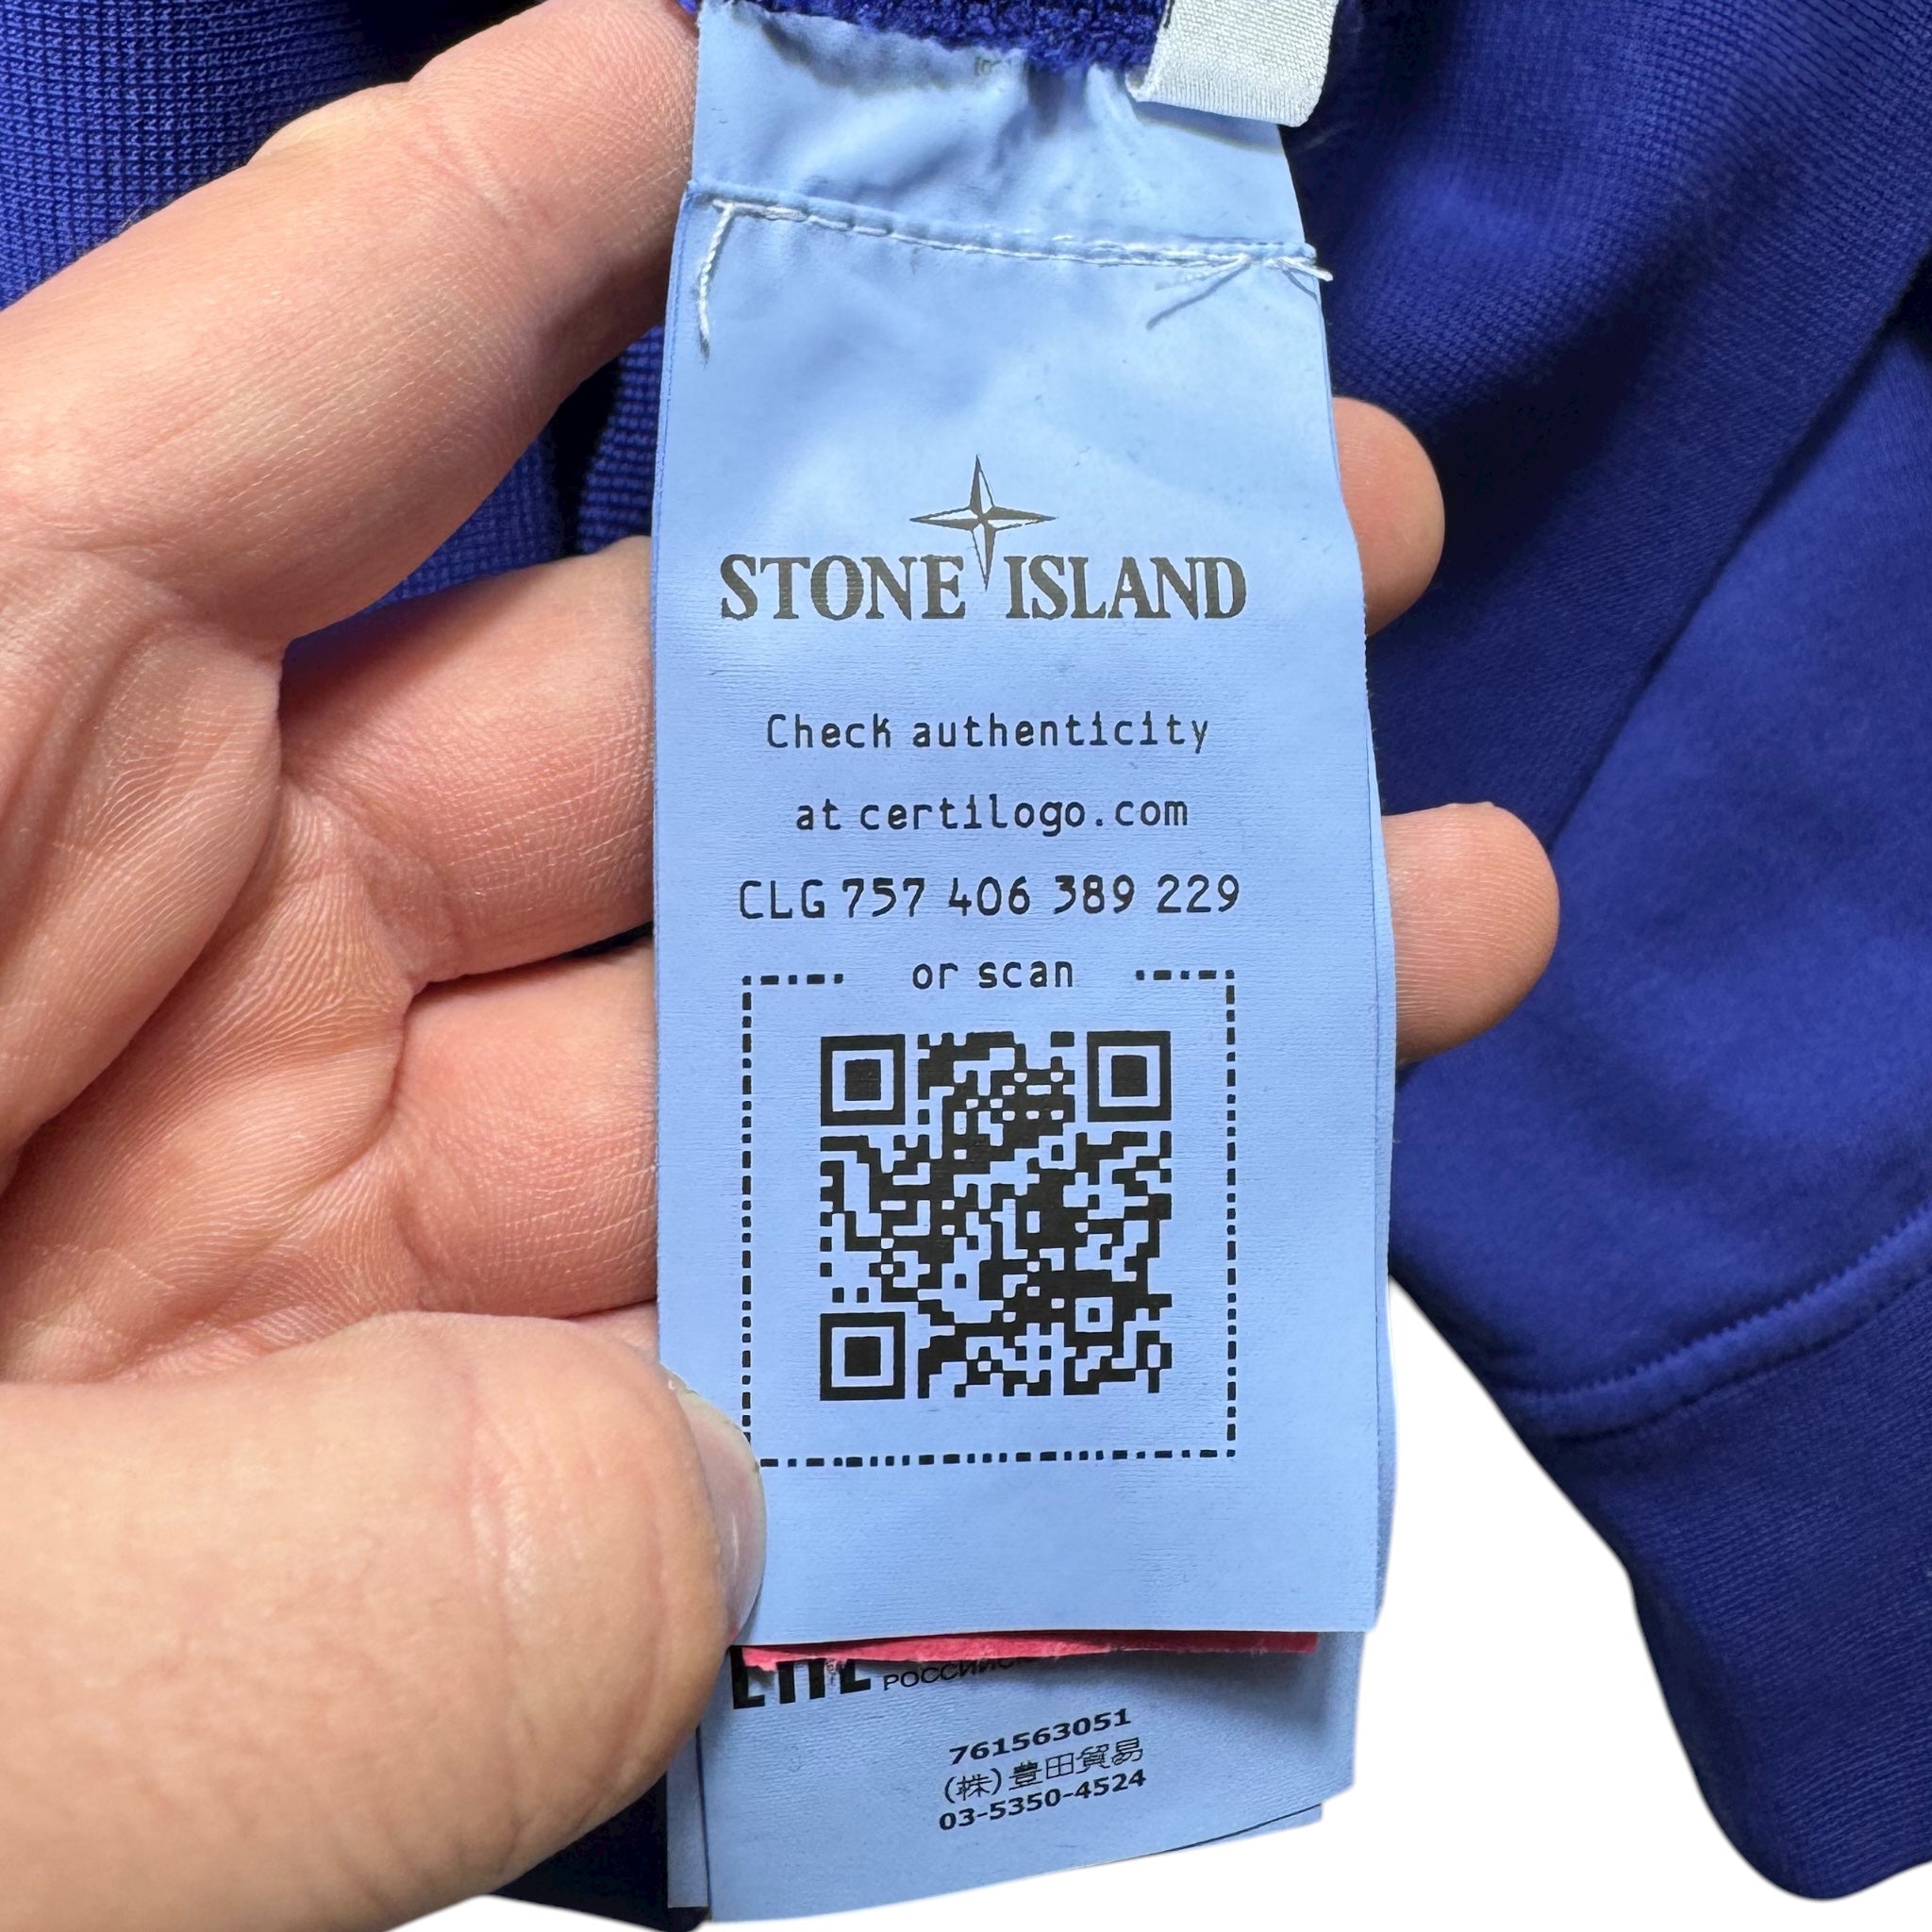 STONE ISLAND
Check authenticity
at certilogo.com
CLG 757 406 389 229
or scan
761563051
(株)豊田貿易
03-5350-4524